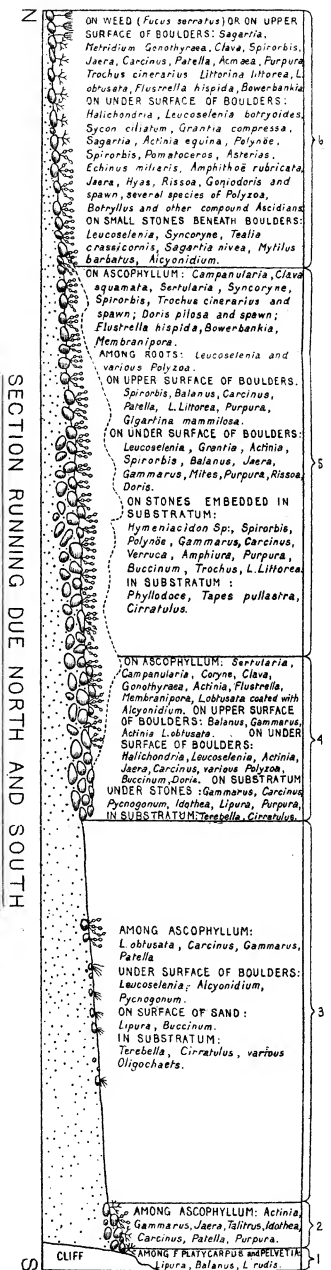 N
ON WEED (Fucus serratus) OR ON UPPER
SURFACE OF BOULDERS: Sagartia,
Metridium Gonothyraea, Clava, Spirorbis,
Jaera, Carcinus, Patella, Acmaea, Purpura
Trochus cinerarius Littorina littorea, L.
obtusata, Flustrella hispida, Bowerbankia
ON UNDER SURFACE OF BOULDERS:
Halichondria, Leucoselenia botryoides,
Sycon ciliatum, Grantia compressa,
Sagartia, Actinia equina, Polynöe,
Spirorbis, Pomatoceros, Asterias,
Echinus miliaris, Amphithoë rubricata,
Jaera, Hyas, Rissoa, Goniodoris and
spawn, several species of Polyzoa,
Botryllus and other compound Ascidians
ON SMALL STONES BENEATH BOULDERS:
Leucoselenia, Syncoryne, Tealia
crassicornis, Sagartia nivea, Mytilus
barbatus, Alcyonidium.
6
ON ASCOPHYLLUM: Campanularia, Clava
squamata, Sertularia, Syncoryne,
Spirorbis, Trochus cinerarius and
spawn; Doris pilosa and spawn;
Flustrella hispida, Bowerbankia,
Membranipora.
AMONG ROOTS: Leucoselenia and
various Polyzoa.
ON UPPER SURFACE OF BOULDERS.
Spirorbis, Balanus, Carcinus,
Patella, L. Littorea, Purpura,
Gigartina mammilosa.
ON UNDER SURFACE OF BOULDERS:
Leucoselenia, Grantia, Actinia,
Spirorbis, Balanus, Jaera,
Gammarus, Mites, Purpura, Rissoa,
Doris.
ON STONES EMBEDDED IN
SUBSTRATUM:
Hymeniacidon Sp:, Spirorbis,
Polynöe, Gammarus, Carcinus,
Verruca, Amphiura, Purpura,
Buccinum, Trochus, L. Littorea
IN SUBSTRATUM :
Phyllodoce, Tapes pullastra,
Cirratulus.
5
ON ASCOPHYLLUM: Sertularia,
Campanularia, Coryne, Clava,
Gonothyraea, Actinia, Flustrella,
Membranipora, L.obtusata coated with
Alcyonidium. ON UPPER SURFACE
OF BOULDERS: Balanus, Gammarus,
Actinia L.obtusata. ON UNDER
SURFACE OF BOULDERS:
Halichondria, Leucoselenia, Actinia,
Jaera, Carcinus, various Polyzoa,
Buccinum, Doris. ON SUBSTRATUM
UNDER STONES : Gammarus, Carcinus,
Pycnogonum, Idothea, Lipura, Purpura,
IN SUBSTRATUM: Terebella, Cirratulus.
4
AMONG ASCOPHYLLUM:
L. obtusata, Carcinus, Gammarus,
Patella
UNDER SURFACE OF BOULDERS:
Leucoselenia, Alcyonidium,
Pycnogonum.
ON SURFACE OF SAND :
Lipura, Buccinum.
IN SUBSTRATUM:
Terebella, Cirratulus, various
Oligochaets.
3
AMONG ASCOPHYLLUM: Actinia,
Gammarus, Jaera, Talitrus, Idothea,
Carcinus, Patella, Purpura.
2
CLIFF
AMONG F PLATYCARPUS and PELVETIA
Lipura, Balanus, L rudis.
1
S
SECTION RUNNING DUE NORTH AND SOUTH